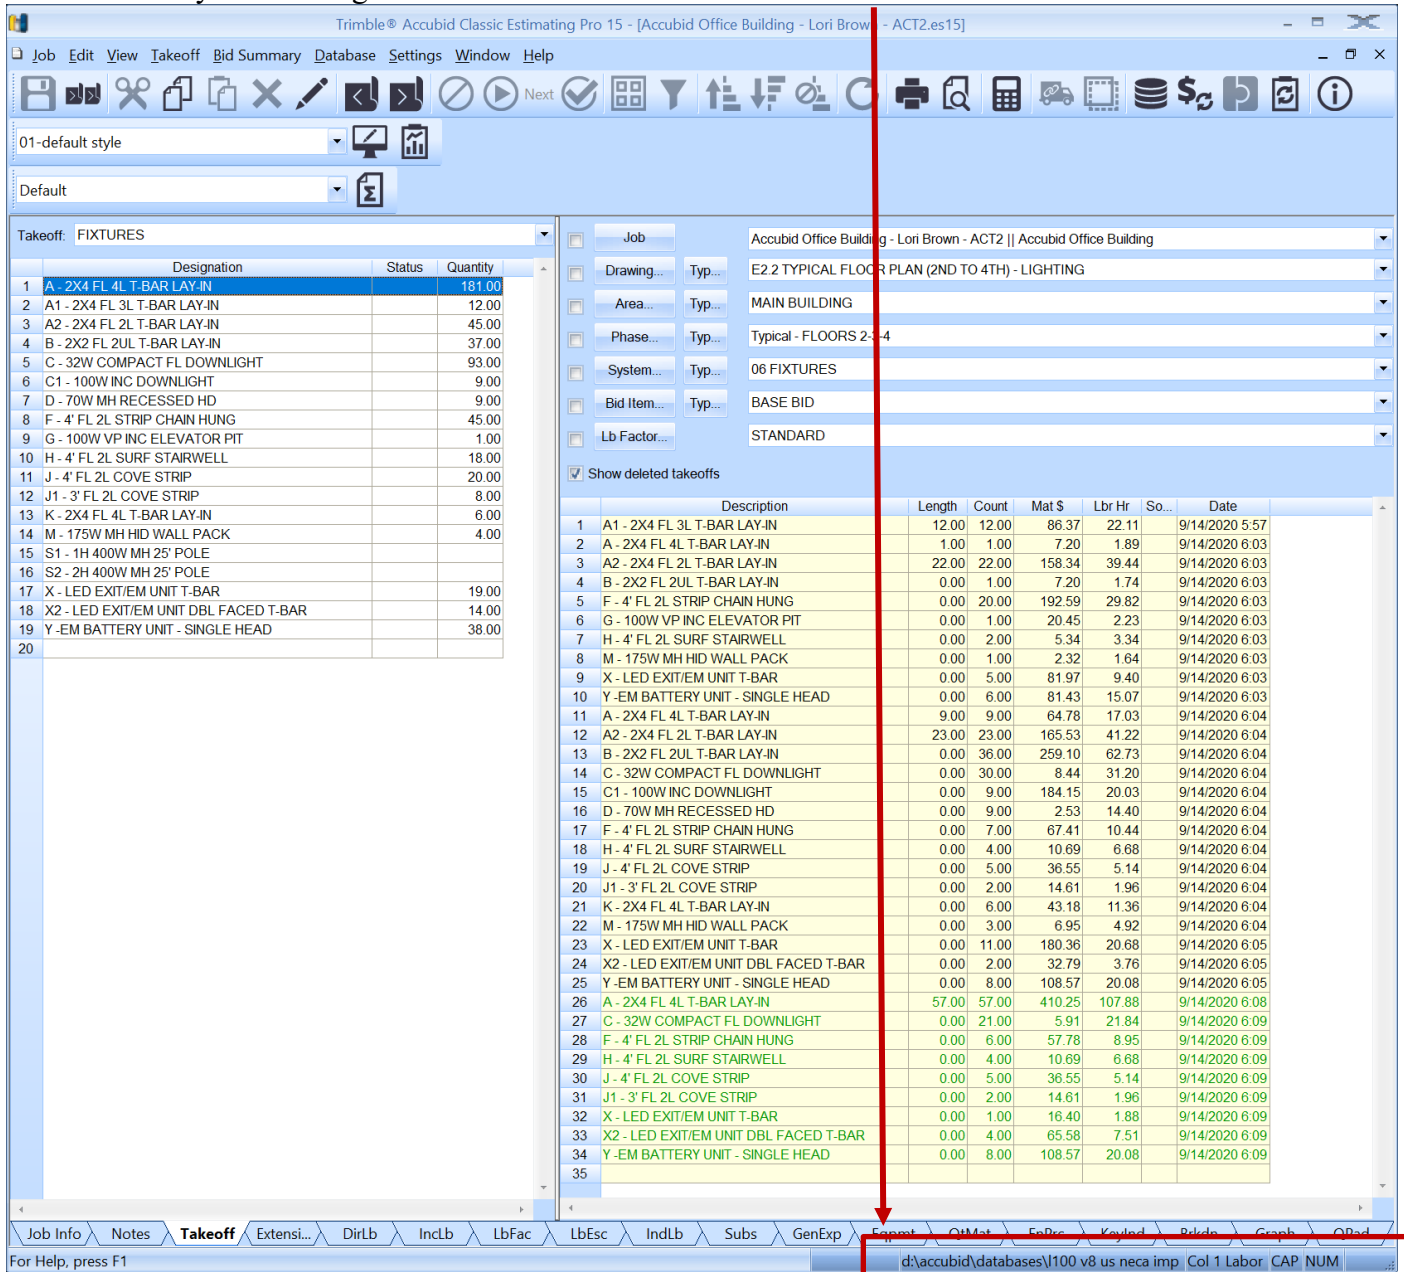 Trimble® Accubid Classic Estimating Pro 15 - [Accubid Office Building - Lori Brown - ACT2.es15]
Job Edit View Takeoff Bid Summary Database Settings Window Help
Next
01-default style
Default
Takeoff: FIXTURES
Designation Status Quantity
1 A - 2X4 FL 4L T-BAR LAY-IN 181.00
2 A1 - 2X4 FL 3L T-BAR LAY-IN 12.00
3 A2 - 2X4 FL 2L T-BAR LAY-IN 45.00
4 B - 2X2 FL 2UL T-BAR LAY-IN 37.00
5 C - 32W COMPACT FL DOWNLIGHT 93.00
6 C1 - 100W INC DOWNLIGHT 9.00
7 D - 70W MH RECESSED HD 9.00
8 F - 4' FL 2L STRIP CHAIN HUNG 45.00
9 G - 100W VP INC ELEVATOR PIT 1.00
10 H - 4' FL 2L SURF STAIRWELL 18.00
11 J - 4' FL 2L COVE STRIP 20.00
12 J1 - 3' FL 2L COVE STRIP 8.00
13 K - 2X4 FL 4L T-BAR LAY-IN 6.00
14 M - 175W MH HID WALL PACK 4.00
15 S1 - 1H 400W MH 25' POLE
16 S2 - 2H 400W MH 25' POLE
17 X - LED EXIT/EM UNIT T-BAR 19.00
18 X2 - LED EXIT/EM UNIT DBL FACED T-BAR 14.00
19 Y -EM BATTERY UNIT - SINGLE HEAD 38.00
20
Job Accubid Office Building - Lori Brown - ACT2 || Accubid Office Building
Drawing... Typ... E2.2 TYPICAL FLOOR PLAN (2ND TO 4TH) - LIGHTING
Area... Typ... MAIN BUILDING
Phase... Typ... Typical - FLOORS 2-3-4
System... Typ... 06 FIXTURES
Bid Item... Typ... BASE BID
Lb Factor... STANDARD
Show deleted takeoffs
Description Length Count Mat $ Lbr Hr So... Date
1 A1 - 2X4 FL 3L T-BAR LAY-IN 12.00 12.00 86.37 22.11 9/14/2020 5:57
2 A - 2X4 FL 4L T-BAR LAY-IN 1.00 1.00 7.20 1.89 9/14/2020 6:03
3 A2 - 2X4 FL 2L T-BAR LAY-IN 22.00 22.00 158.34 39.44 9/14/2020 6:03
4 B - 2X2 FL 2UL T-BAR LAY-IN 0.00 1.00 7.20 1.74 9/14/2020 6:03
5 F - 4' FL 2L STRIP CHAIN HUNG 0.00 20.00 192.59 29.82 9/14/2020 6:03
6 G - 100W VP INC ELEVATOR PIT 0.00 1.00 20.45 2.23 9/14/2020 6:03
7 H - 4' FL 2L SURF STAIRWELL 0.00 2.00 5.34 3.34 9/14/2020 6:03
8 M - 175W MH HID WALL PACK 0.00 1.00 2.32 1.64 9/14/2020 6:03
9 X - LED EXIT/EM UNIT T-BAR 0.00 5.00 81.97 9.40 9/14/2020 6:03
10 Y -EM BATTERY UNIT - SINGLE HEAD 0.00 6.00 81.43 15.07 9/14/2020 6:03
11 A - 2X4 FL 4L T-BAR LAY-IN 9.00 9.00 64.78 17.03 9/14/2020 6:04
12 A2 - 2X4 FL 2L T-BAR LAY-IN 23.00 23.00 165.53 41.22 9/14/2020 6:04
13 B - 2X2 FL 2UL T-BAR LAY-IN 0.00 36.00 259.10 62.73 9/14/2020 6:04
14 C - 32W COMPACT FL DOWNLIGHT 0.00 30.00 8.44 31.20 9/14/2020 6:04
15 C1 - 100W INC DOWNLIGHT 0.00 9.00 184.15 20.03 9/14/2020 6:04
16 D - 70W MH RECESSED HD 0.00 9.00 2.53 14.40 9/14/2020 6:04
17 F - 4' FL 2L STRIP CHAIN HUNG 0.00 7.00 67.41 10.44 9/14/2020 6:04
18 H - 4' FL 2L SURF STAIRWELL 0.00 4.00 10.69 6.68 9/14/2020 6:04
19 J - 4' FL 2L COVE STRIP 0.00 5.00 36.55 5.14 9/14/2020 6:04
20 J1 - 3' FL 2L COVE STRIP 0.00 2.00 14.61 1.96 9/14/2020 6:04
21 K - 2X4 FL 4L T-BAR LAY-IN 0.00 6.00 43.18 11.36 9/14/2020 6:04
22 M - 175W MH HID WALL PACK 0.00 3.00 6.95 4.92 9/14/2020 6:04
23 X - LED EXIT/EM UNIT T-BAR 0.00 11.00 180.36 20.68 9/14/2020 6:05
24 X2 - LED EXIT/EM UNIT DBL FACED T-BAR 0.00 2.00 32.79 3.76 9/14/2020 6:05
25 Y -EM BATTERY UNIT - SINGLE HEAD 0.00 8.00 108.57 20.08 9/14/2020 6:05
26 A - 2X4 FL 4L T-BAR LAY-IN 57.00 57.00 410.25 107.88 9/14/2020 6:08
27 C - 32W COMPACT FL DOWNLIGHT 0.00 21.00 5.91 21.84 9/14/2020 6:09
28 F - 4' FL 2L STRIP CHAIN HUNG 0.00 6.00 57.78 8.95 9/14/2020 6:09
29 H - 4' FL 2L SURF STAIRWELL 0.00 4.00 10.69 6.68 9/14/2020 6:09
30 J - 4' FL 2L COVE STRIP 0.00 5.00 36.55 5.14 9/14/2020 6:09
31 J1 - 3' FL 2L COVE STRIP 0.00 2.00 14.61 1.96 9/14/2020 6:09
32 X - LED EXIT/EM UNIT T-BAR 0.00 1.00 16.40 1.88 9/14/2020 6:09
33 X2 - LED EXIT/EM UNIT DBL FACED T-BAR 0.00 4.00 65.58 7.51 9/14/2020 6:09
34 Y -EM BATTERY UNIT - SINGLE HEAD 0.00 8.00 108.57 20.08 9/14/2020 6:09
35
Job Info Notes Takeoff Extensi... DirLb IncLb LbFac LbEsc IndLb Subs GenExp Eqpmt QtMat FnPrc KeyInd Brkdn Graph QPad
For Help, press F1 d:\accubid\databases\l100 v8 us neca imp Col 1 Labor CAP NUM